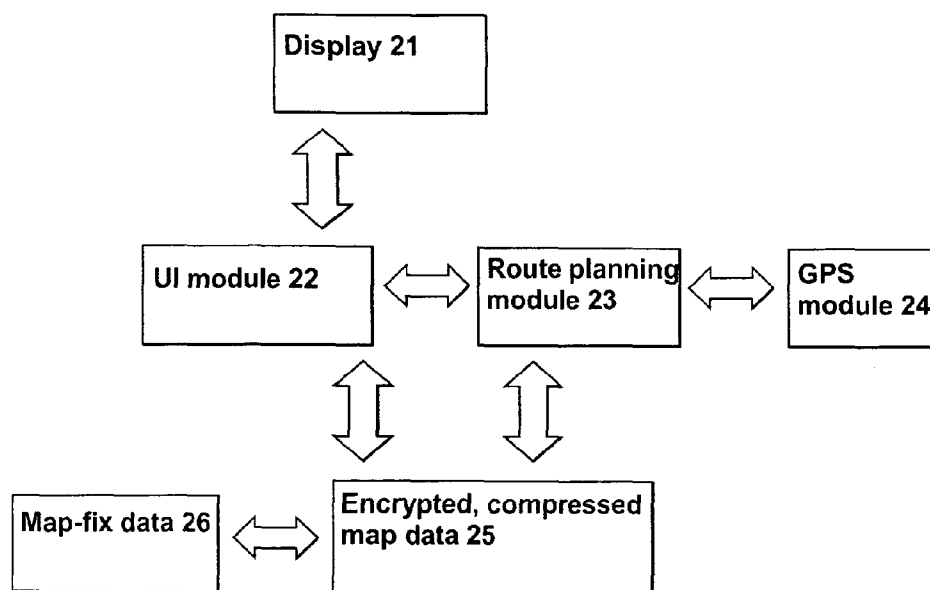 Display 21
UI module 22
Route planning
module 23
GPS
module 24
Map-fix data 26
Encrypted, compressed
map data 25